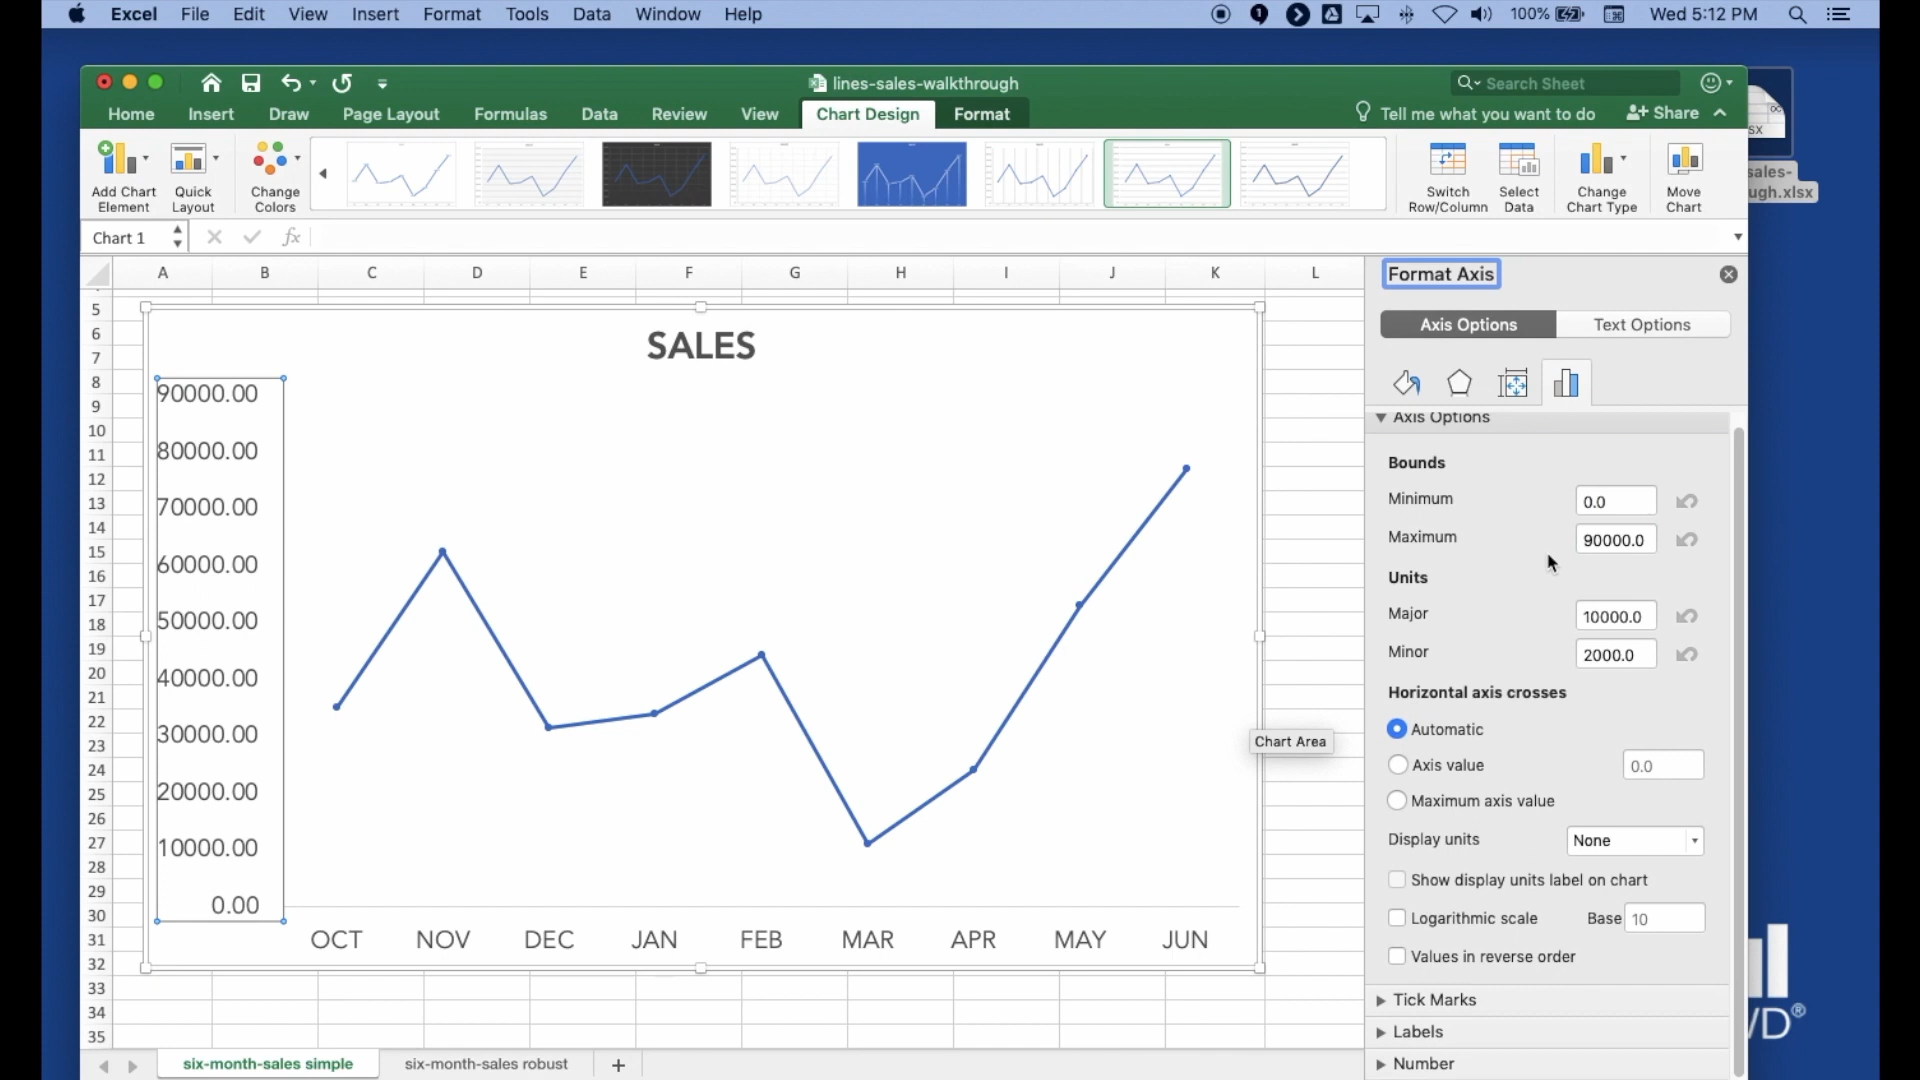 Excel File Edit View Insert Format Tools Data Window Help 100% Wed 5:12 PM
lines-sales-walkthrough Search Sheet
Home Insert Draw Page Layout Formulas Data Review View Chart Design Format Tell me what you want to do Share
Add Chart Element Quick Layout Change Colors Switch Row/Column Select Data Change Chart Type Move Chart
sales-
ugh.xlsx
Chart 1 fx
A B C D E F G H I J K L
Format Axis
Axis Options Text Options
Axis Options
5
6
7
8
9
10
11
12
13
14
15
16
17
18
19
20
21
22
23
24
25
26
27
28
29
30
31
32
33
34
35
SALES
90000.00
80000.00
70000.00
60000.00
50000.00
40000.00
30000.00
20000.00
10000.00
0.00
OCT NOV DEC JAN FEB MAR APR MAY JUN
Chart Area
Bounds
Minimum 0.0
Maximum 90000.0
Units
Major 10000.0
Minor 2000.0
Horizontal axis crosses
Automatic
Axis value 0.0
Maximum axis value
Display units None
Show display units label on chart
Logarithmic scale Base 10
Values in reverse order
Tick Marks
Labels
Number
six-month-sales simple six-month-sales robust +